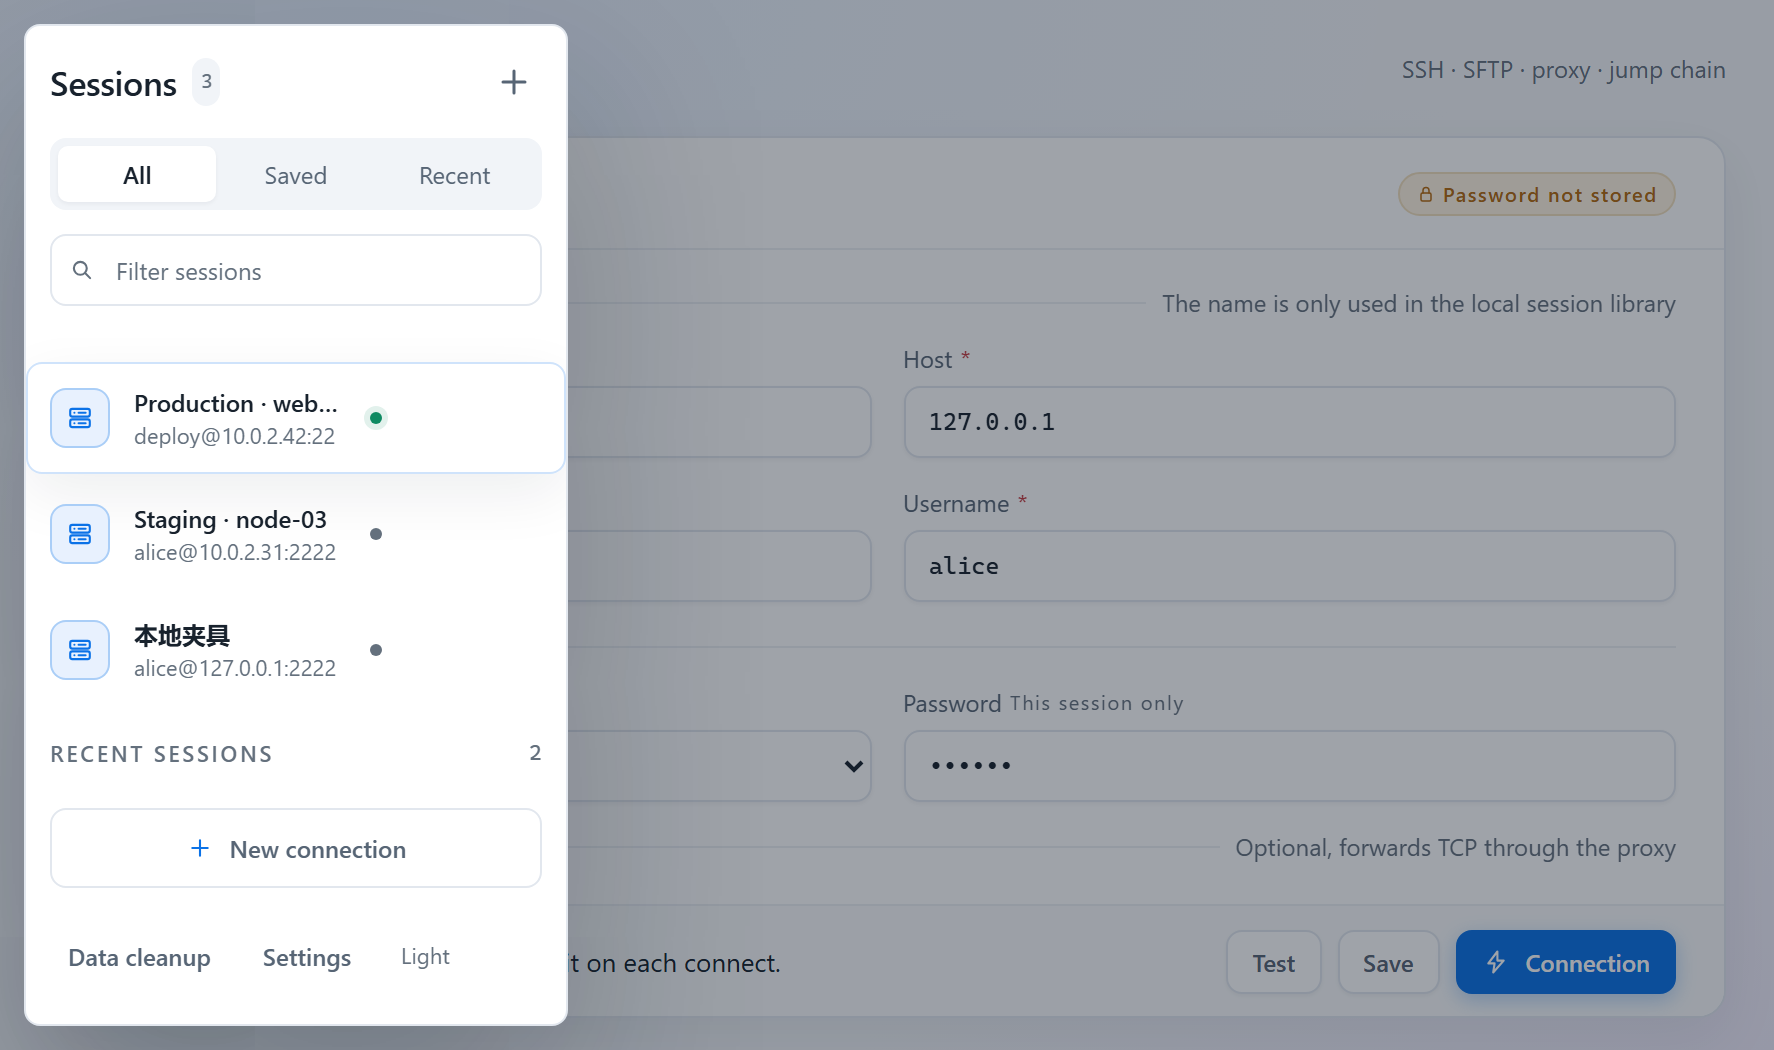 Sessions 3
All Saved Recent
Filter sessions
Production · web...
deploy@10.0.2.42:22
Staging · node-03
alice@10.0.2.31:2222
本地夹具
alice@127.0.0.1:2222
RECENT SESSIONS 2
New connection
Data cleanup Settings Light
SSH · SFTP · proxy · jump chain
Password not stored
The name is only used in the local session library
Host *
127.0.0.1
Username *
alice
Password This session only
••••••
Optional, forwards TCP through the proxy
it on each connect.
Test Save Connection